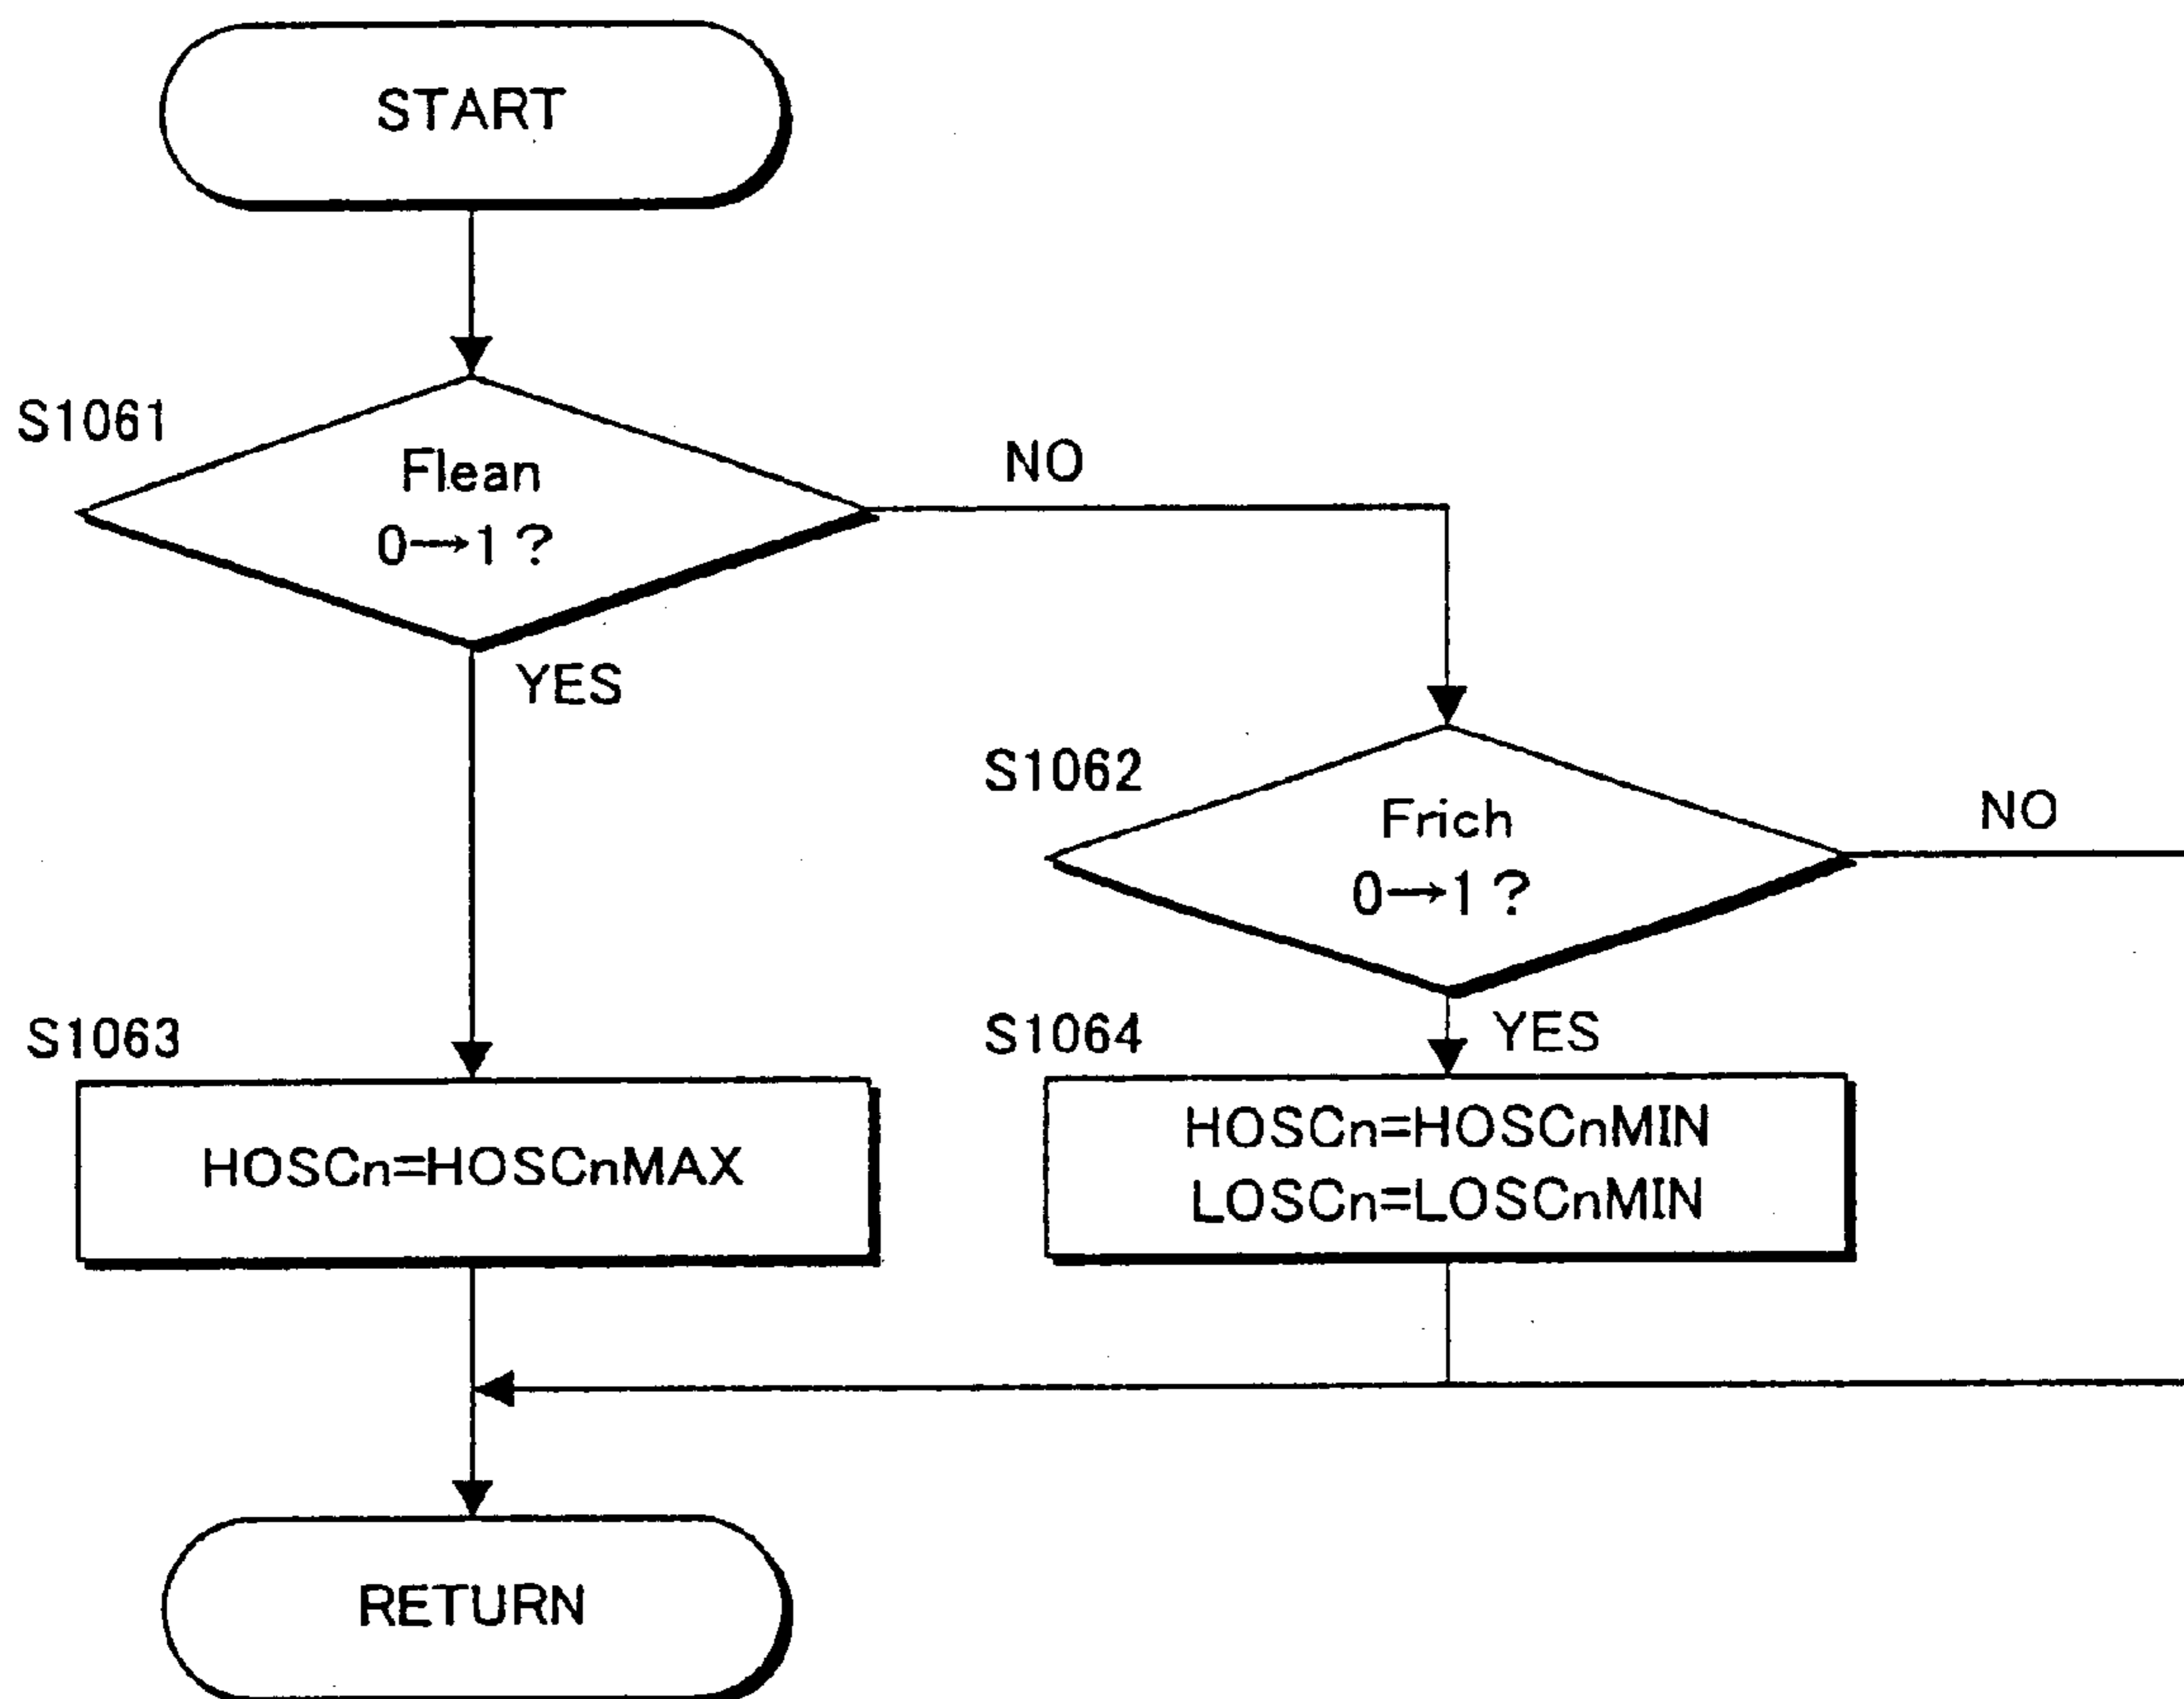 START
S1061
Flean
0→1?
NO
YES
S1062
Frich
0→1?
NO
S1063
S1064
YES
HOSCn=HOSCnMAX
HOSCn=HOSCnMIN
LOSCn=LOSCnMIN
RETURN